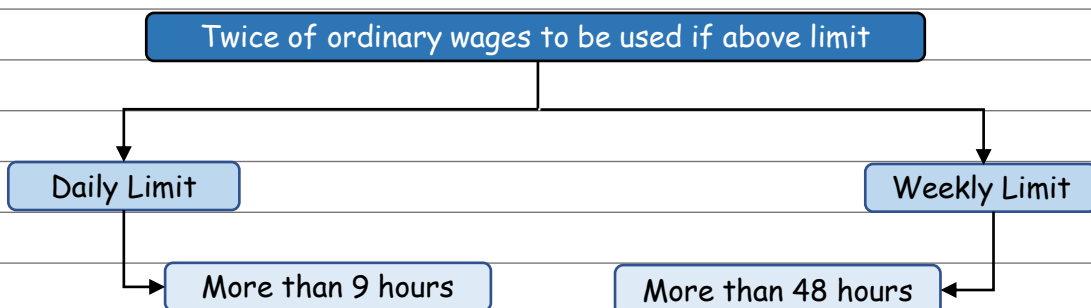 Twice of ordinary wages to be used if above limit
Daily Limit
Weekly Limit
More than 9 hours
More than 48 hours